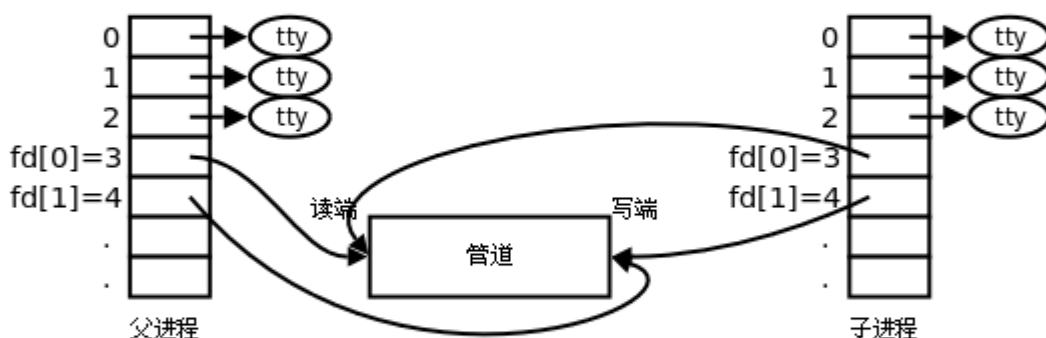 0 tty
1 tty
2 tty
fd[0]=3
fd[1]=4
.
.
父进程
读端
写端
管道
0 tty
1 tty
2 tty
fd[0]=3
fd[1]=4
.
.
子进程